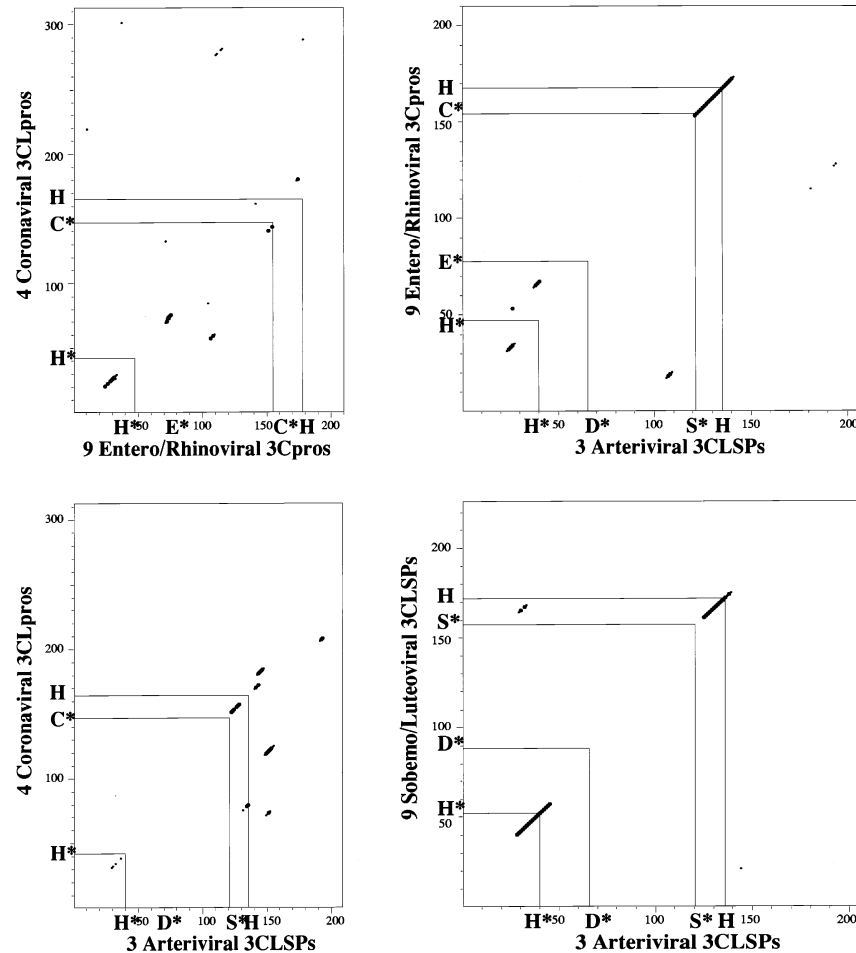 300
200
100
H
C*
H*
4 Coronaviral 3CLpros
H* 50 E* 100 150 C* H 200
9 Entero/Rhinoviral 3Cpros
200
H
C*
150
100
E*
50
H*
9 Entero/Rhinoviral 3Cpros
H* 50 D* 100 S* H 150 200
3 Arteriviral 3CLSPs
300
200
H
C*
100
H*
4 Coronaviral 3CLpros
H* 50 D* 100 S* H 150 200
3 Arteriviral 3CLSPs
200
H
S*
150
100
D*
H*
50
9 Sobemo/Luteoviral 3CLSPs
H* 50 D* 100 S* H 150 200
3 Arteriviral 3CLSPs